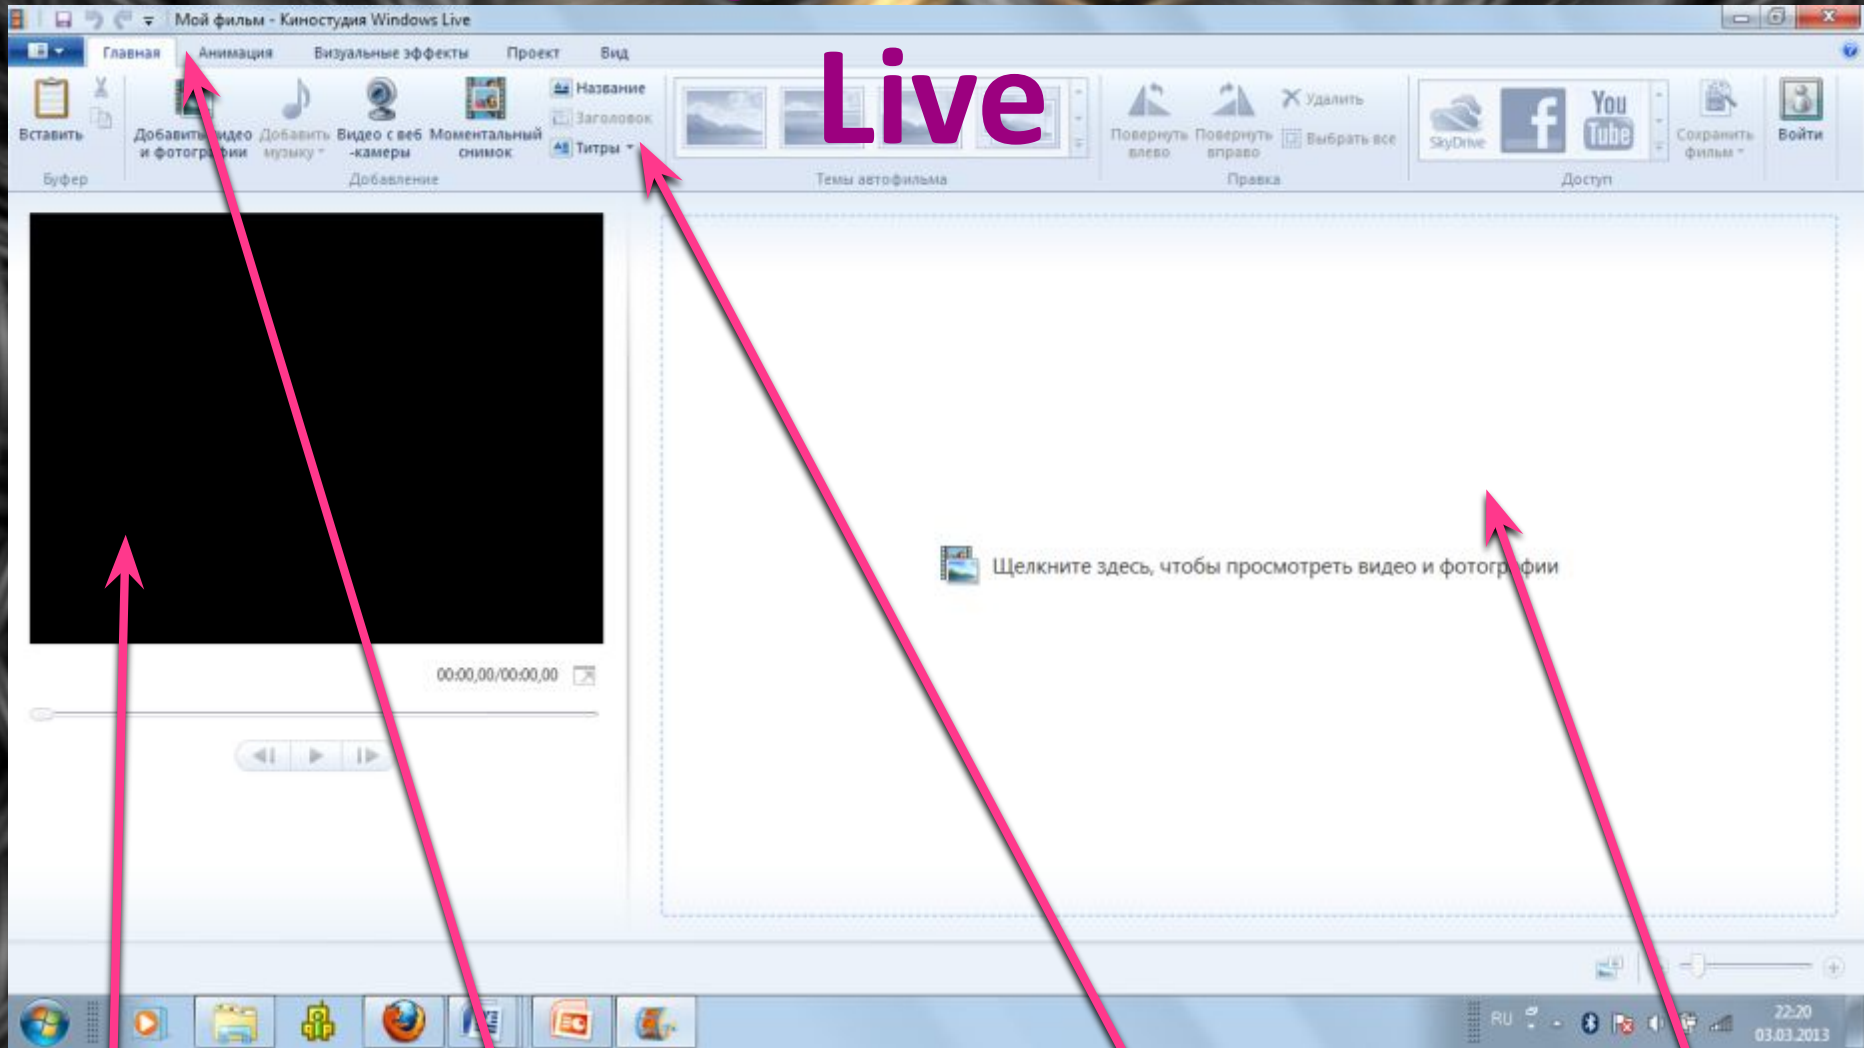 Мой фильм - Киностудия Windows Live
Главная Анимация Визуальные эффекты Проект Вид
Live
Вставить
Буфер
Добавить видео и фотографии
Добавить музыку
Видео с веб-камеры
Моментальный снимок
Название
Заголовок
Титры
Добавление
Темы автофильма
Повернуть влево
Повернуть вправо
Удалить
Выбрать все
Правка
SkyDrive
f
You Tube
Доступ
Сохранить фильм
Войти
Щелкните здесь, чтобы просмотреть видео и фотографии
00:00,00/00:00,00
RU
22:20
03.03.2013